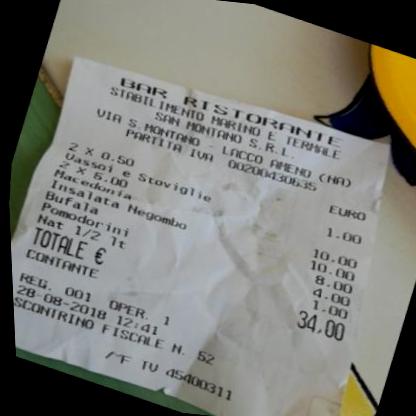 BAR RISTORANTE
STABILIMENTO MARINO E TERMALE
SAN MONTANO S.R.L.
VIA S.MONTANO - LACCO AMENO (NA)
PARTITA IVA 00200430635
EURO
2 X 0.50
Vassoi e Stoviglie 1.00
2 X 5.00
Macedonia 10.00
Insalata Negombo 10.00
Bufala 8.00
Pomodorini 4.00
Nat 1/2 lt 1.00
TOTALE € 34,00
CONTANTE
REG. 001 OPER. 1
28-08-2018 12:41
SCONTRINO FISCALE N. 52
MF TU 45400311